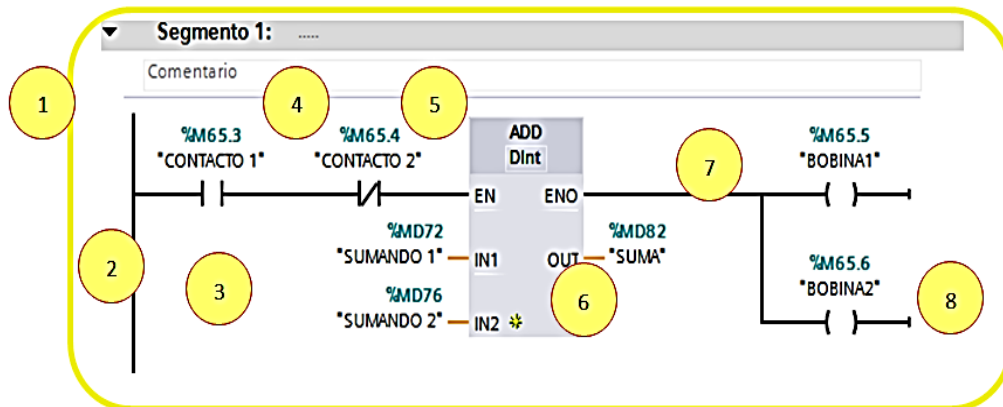 Segmento 1: .....
Comentario
1
4
5
%M65.3
"CONTACTO 1"
%M65.4
"CONTACTO 2"
ADD
DInt
7
%M65.5
"BOBINA1"
EN
ENO
2
3
%MD72
"SUMANDO 1"
IN1
OUT
%MD82
"SUMA"
6
%M65.6
"BOBINA2"
8
%MD76
"SUMANDO 2"
IN2